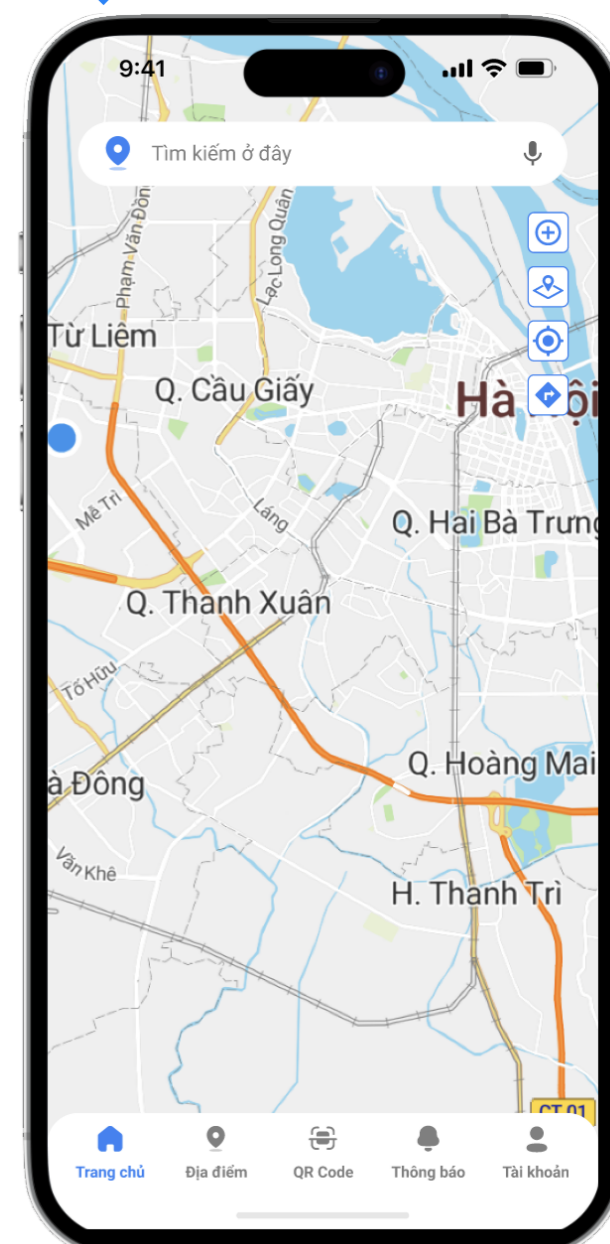 9:41
Tìm kiếm ở đây
Phạm Văn Đồn
Lạc Long Quân
Từ Liêm
Q. Cầu Giấy
Hà ội
Mễ Trì
Láng
Q. Hai Bà Trưng
Q. Thanh Xuân
Tố Hữu
Q. Hoàng Mai
à Đông
Văn Khê
H. Thanh Trì
CT.01
Trang chủ
Địa điểm
QR Code
Thông báo
Tài khoản